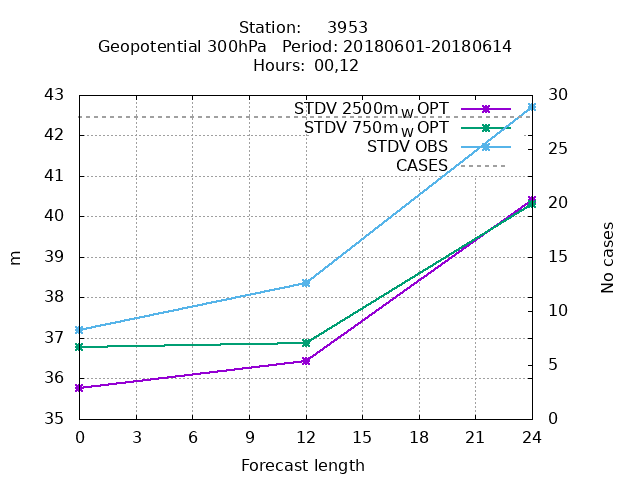 Station: 3953
Geopotential 300hPa Period: 20180601-20180614
Hours: 00,12
43
42
41
40
39
38
37
36
35
m
30
25
20
15
10
5
0
No cases
STDV 2500m_W OPT
STDV 750m_W OPT
STDV OBS
CASES
0 3 6 9 12 15 18 21 24
Forecast length